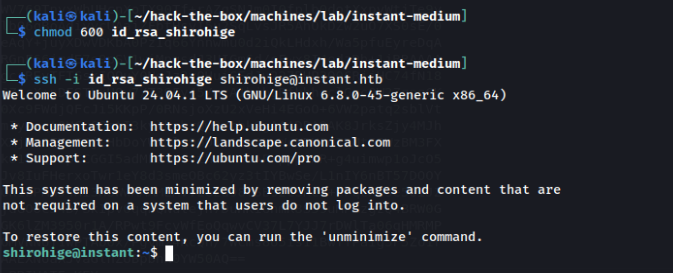 ┌──(kali㉿kali)-[~/hack-the-box/machines/lab/instant-medium]
└─$ chmod 600 id_rsa_shirohige
┌──(kali㉿kali)-[~/hack-the-box/machines/lab/instant-medium]
└─$ ssh -i id_rsa_shirohige shirohige@instant.htb
Welcome to Ubuntu 24.04.1 LTS (GNU/Linux 6.8.0-45-generic x86_64)
* Documentation: https://help.ubuntu.com
* Management: https://landscape.canonical.com
* Support: https://ubuntu.com/pro
This system has been minimized by removing packages and content that are
not required on a system that users do not log into.
To restore this content, you can run the 'unminimize' command.
shirohige@instant:~$